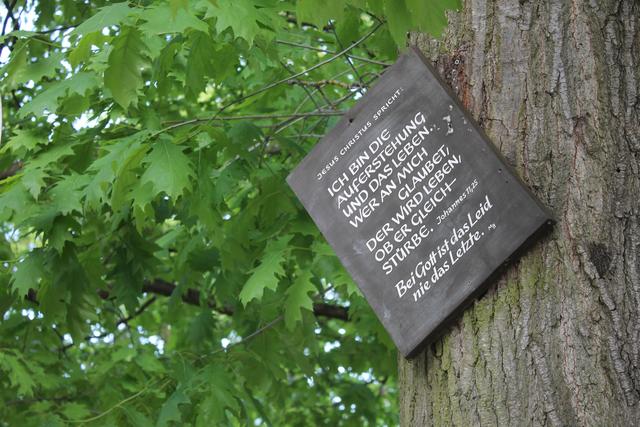 JESUS CHRISTUS SPRICHT:
ICH BIN DIE
AUFERSTEHUNG
UND DAS LEBEN.
WER AN MICH
GLAUBET,
DER WIRD LEBEN,
OB ER GLEICH
STÜRBE. Johannes 11,25
Bei Gott ist das Leid
nie das Letzte.